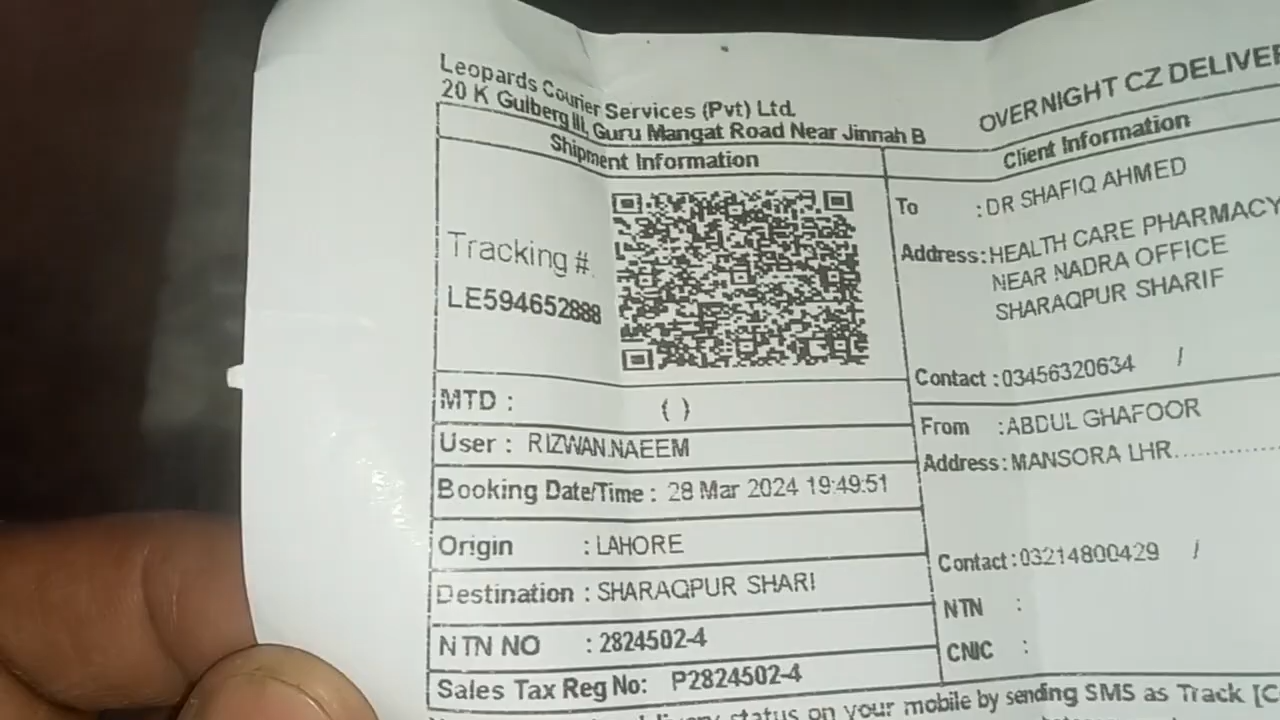 Leopards Courier Services (Pvt) Ltd.
20 K Gulberg III, Guru Mangat Road Near Jinnah B
Shipment Information
Tracking #.
LE594652888
MTD : ( )
User : RIZWAN.NAEEM
Booking Date/Time : 28 Mar 2024 19:49:51
Origin : LAHORE
Destination : SHARAQPUR SHARI
NTN NO : 2824502-4
Sales Tax Reg No: P2824502-4
OVERNIGHT CZ DELIVER
Client Information
To : DR SHAFIQ AHMED
Address: HEALTH CARE PHARMACY
NEAR NADRA OFFICE
SHARAQPUR SHARIF
Contact : 03456320634 /
From : ABDUL GHAFOOR
Address: MANSORA LHR..............
Contact : 03214800429 /
NTN :
CNIC :
status on your mobile by sending SMS as Track [C